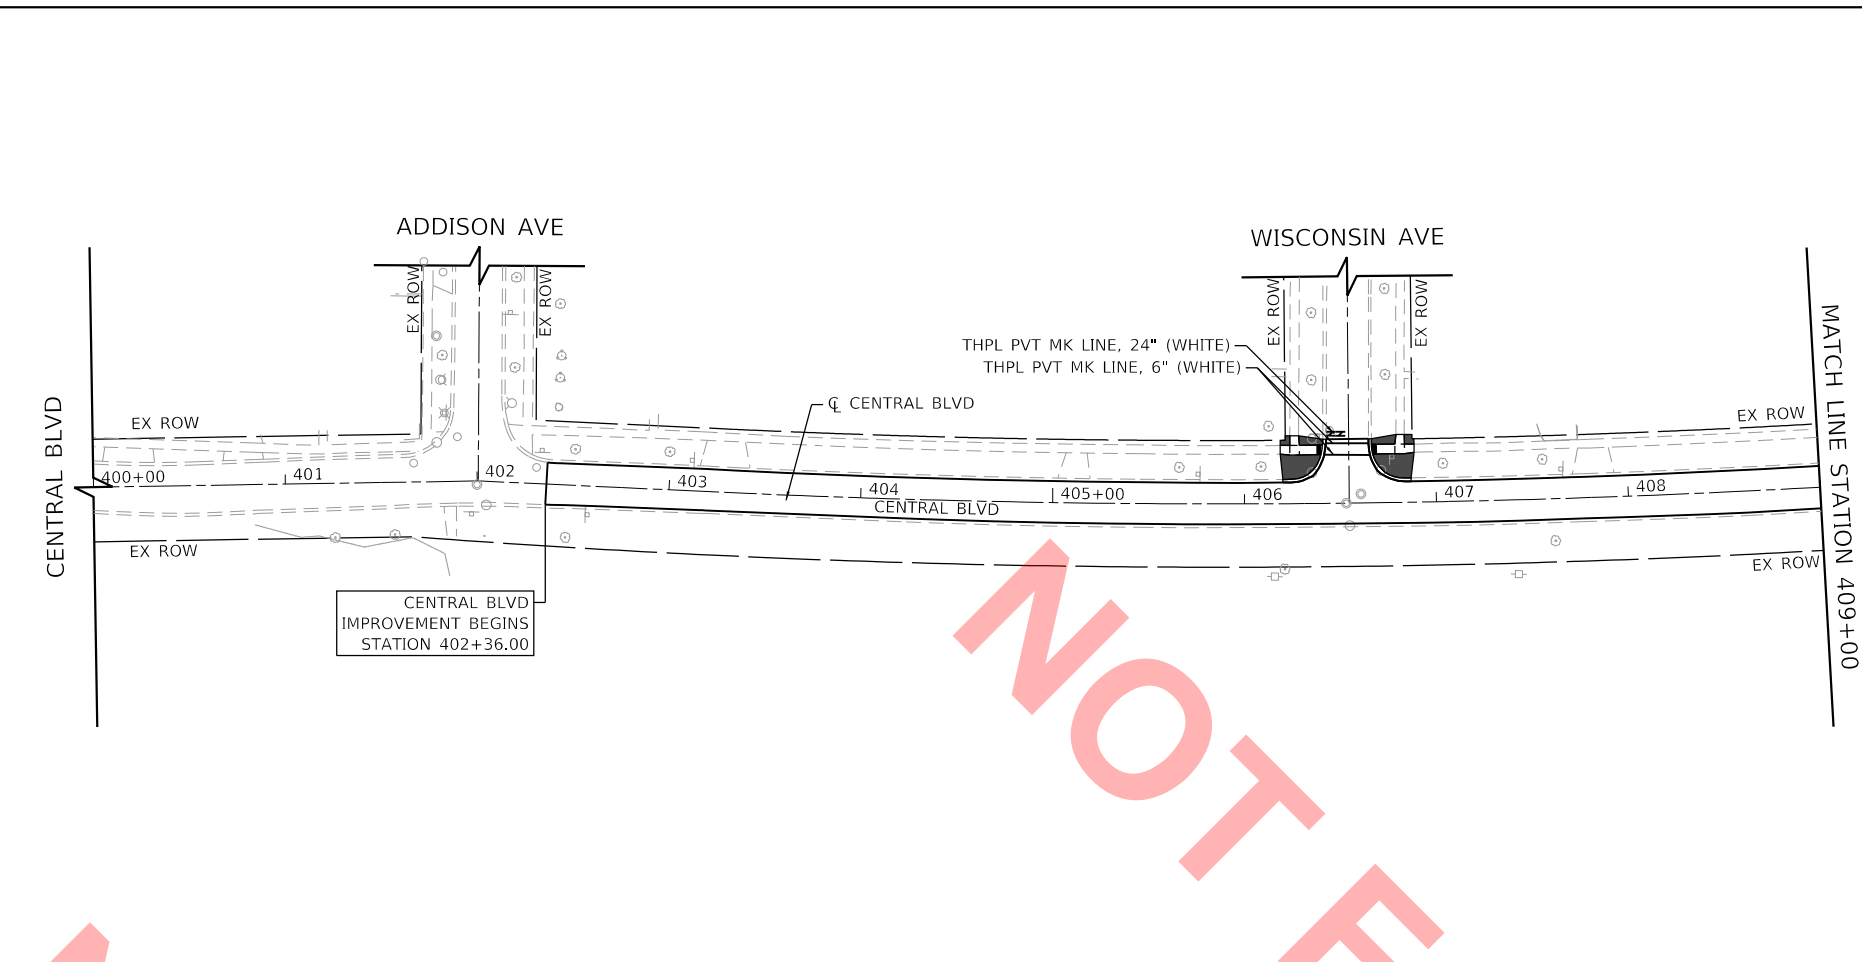 ADDISON AVE
WISCONSIN AVE
EX ROW
EX ROW
EX ROW
EX ROW
THPL PVT MK LINE, 24" (WHITE)
THPL PVT MK LINE, 6" (WHITE)
℄ CENTRAL BLVD
EX ROW
EX ROW
CENTRAL BLVD
MATCH LINE STATION 409+00
400+00
401
402
403
404
405+00
406
407
408
CENTRAL BLVD
EX ROW
EX ROW
CENTRAL BLVD
IMPROVEMENT BEGINS
STATION 402+36.00
NOT